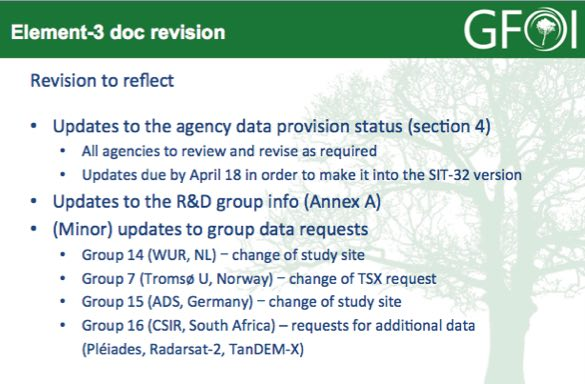 Element-3 doc revision
GFOI
Revision to reflect
• Updates to the agency data provision status (section 4)
• All agencies to review and revise as required
• Updates due by April 18 in order to make it into the SIT-32 version
• Updates to the R&D group info (Annex A)
• (Minor) updates to group data requests
• Group 14 (WUR, NL) – change of study site
• Group 7 (Tromsø U, Norway) – change of TSX request
• Group 15 (ADS, Germany) – change of study site
• Group 16 (CSIR, South Africa) – requests for additional data
(Pléiades, Radarsat-2, TanDEM-X)